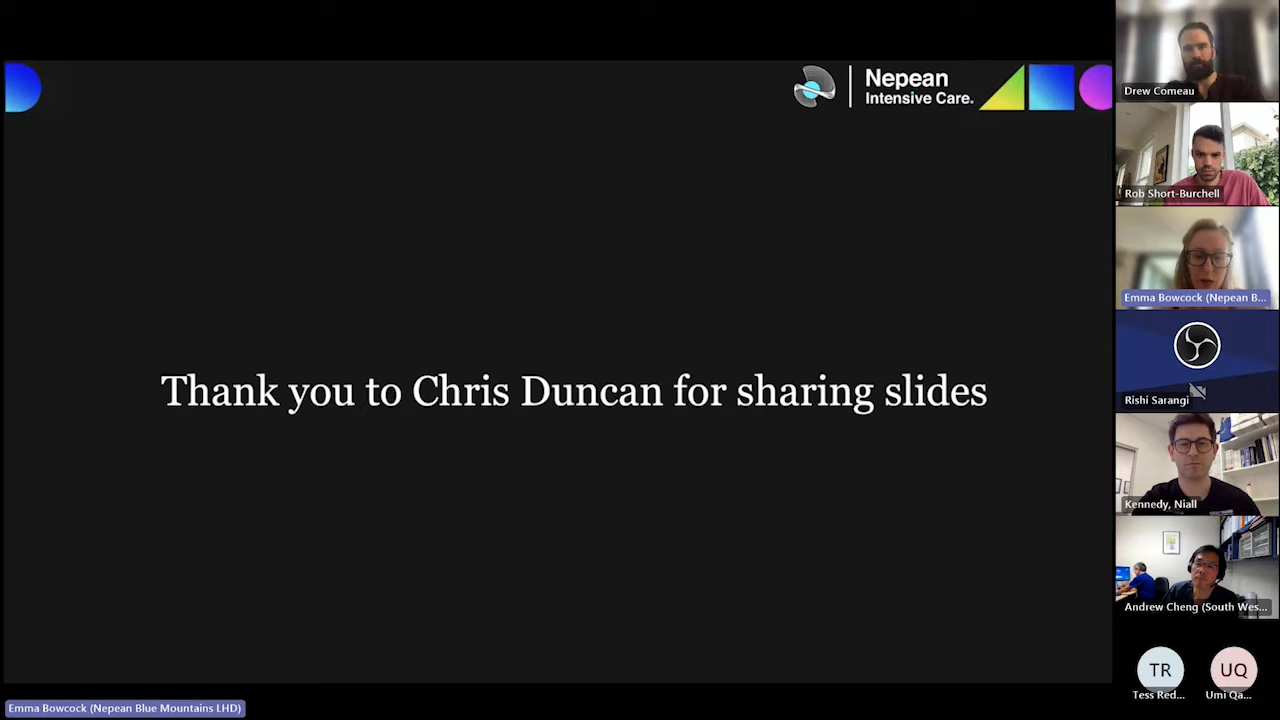 Nepean
Intensive Care.
Thank you to Chris Duncan for sharing slides
Emma Bowcock (Nepean Blue Mountains LHD)
Drew Comeau
Rob Short-Burchell
Emma Bowcock (Nepean B...
Rishi Sarangi
Kennedy, Niall
Andrew Cheng (South Wes...
TR
Tess Red...
UQ
Umi Qa...